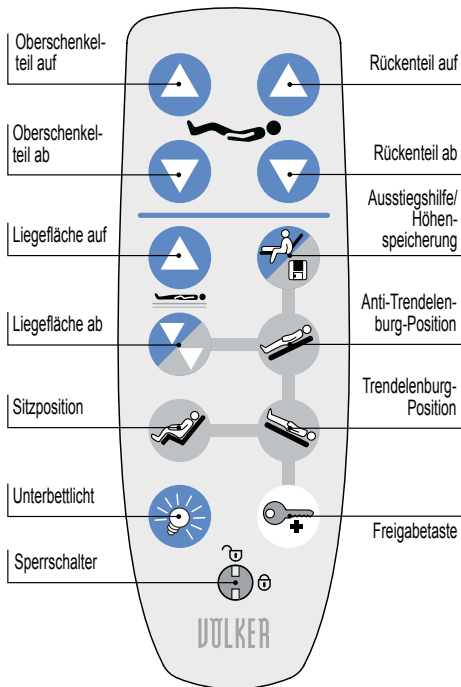 Oberschenkel-
teil auf
Rückenteil auf
Oberschenkel-
teil ab
Rückenteil ab
Ausstiegshilfe/
Höhen-
speicherung
Liegefläche auf
Liegefläche ab
Anti-Trendelen-
burg-Position
Sitzposition
Trendelenburg-
Position
Unterbettlicht
Freigabetaste
Sperrschalter
VÖLKER